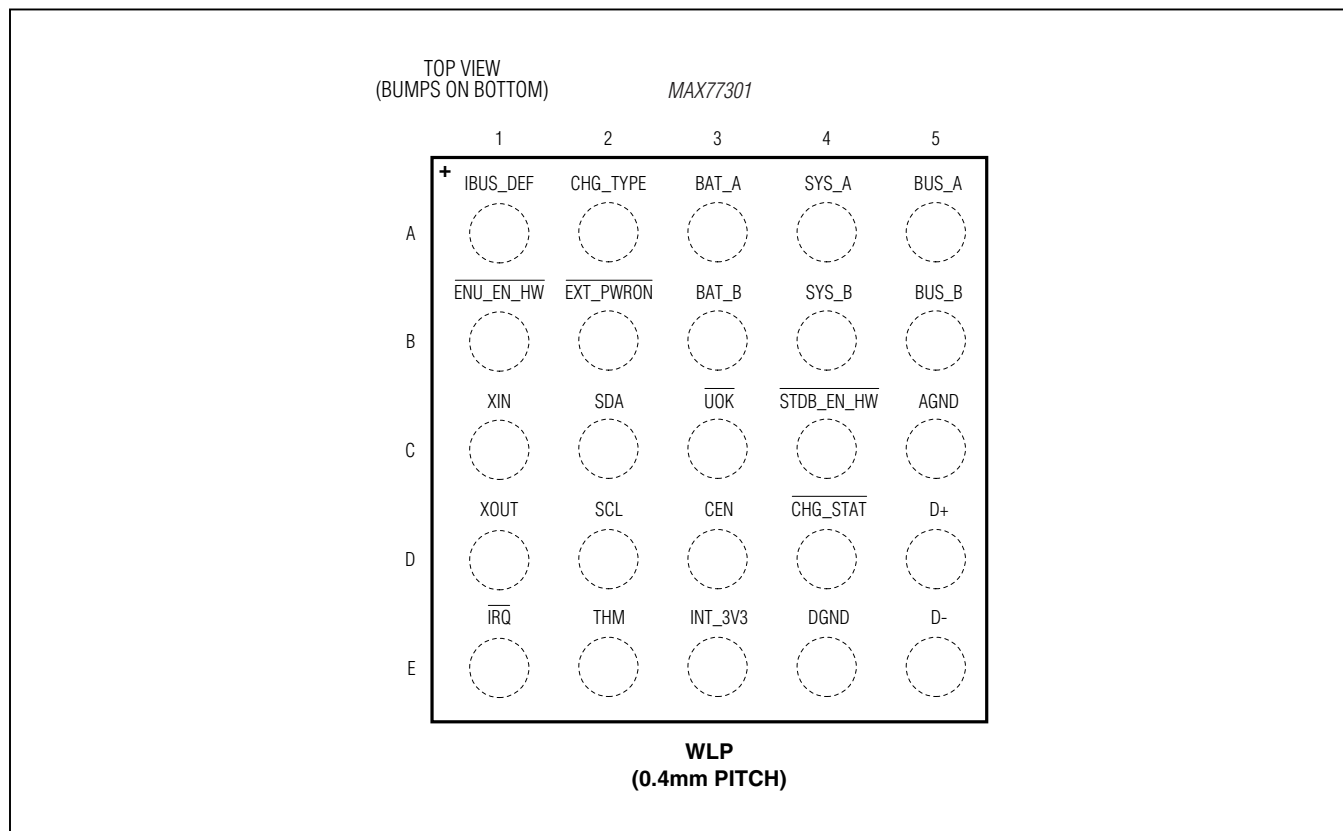 TOP VIEW
(BUMPS ON BOTTOM)
MAX77301
1 2 3 4 5
+
IBUS_DEF CHG_TYPE BAT_A SYS_A BUS_A
A
ENU_EN_HW EXT_PWRON BAT_B SYS_B BUS_B
B
XIN SDA UOK STDB_EN_HW AGND
C
XOUT SCL CEN CHG_STAT D+
D
IRQ THM INT_3V3 DGND D-
E
WLP
(0.4mm PITCH)